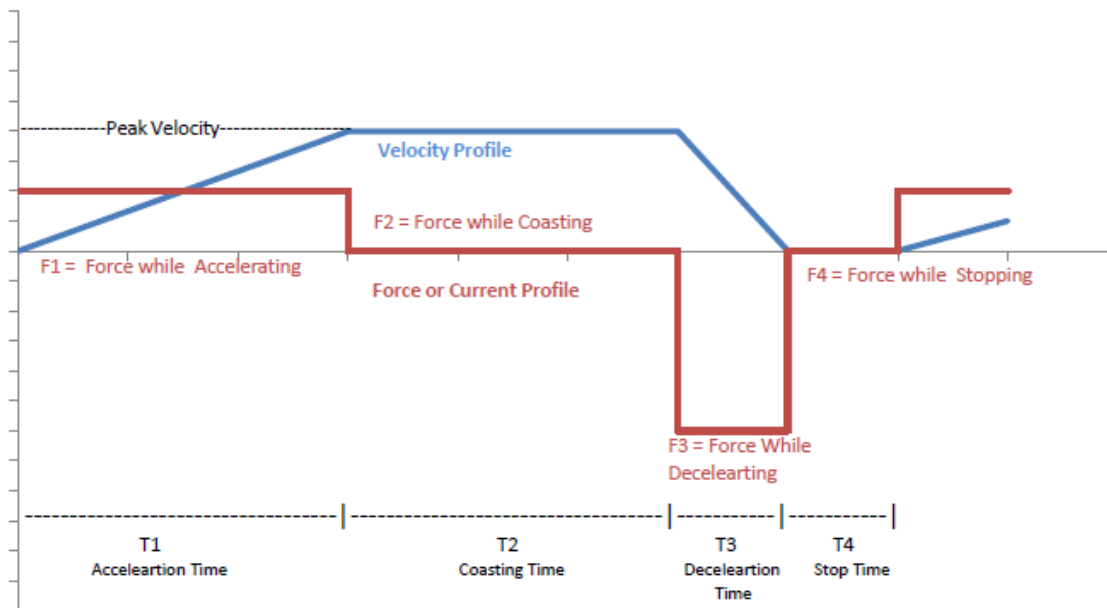 Peak Velocity
Velocity Profile
F2 = Force while Coasting
F1 =  Force while  Accelerating
F4 = Force while  Stopping
Force or Current Profile
F3 = Force While
Decelearting
T1
Acceleartion Time
T2
Coasting Time
T3
Deceleartion
Time
T4
Stop Time